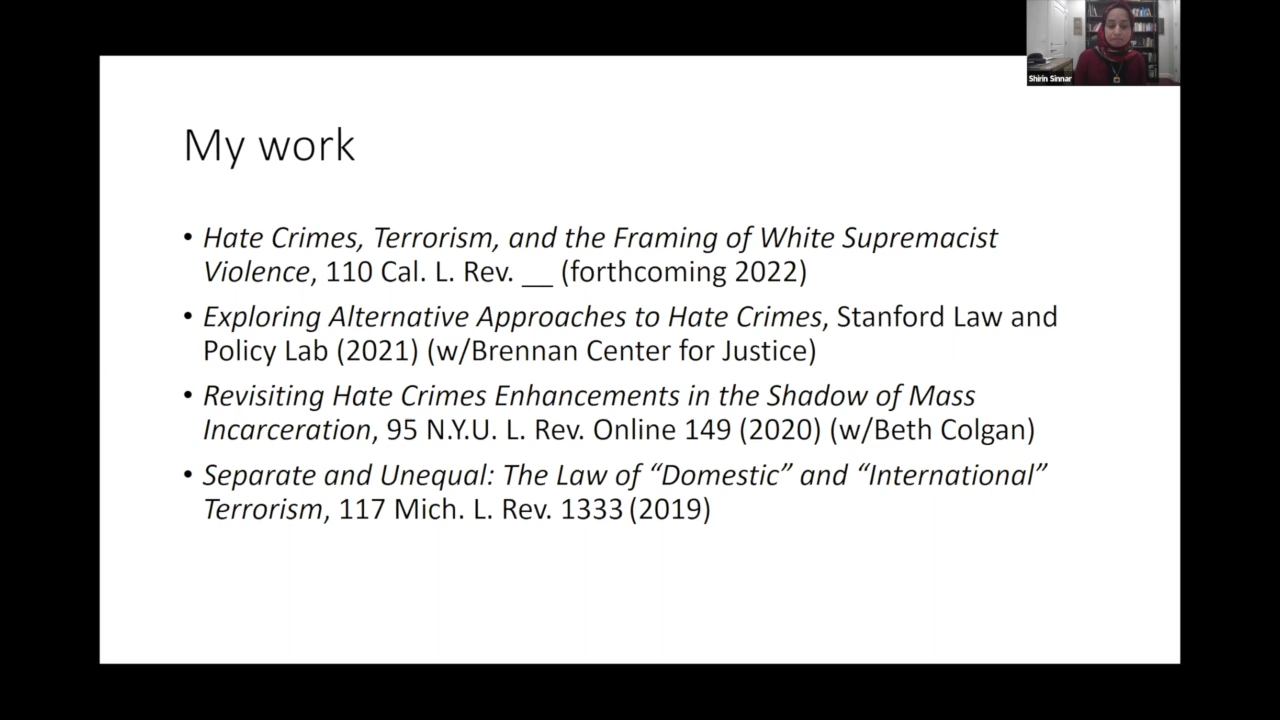 Shirin Sinnar
My work
• Hate Crimes, Terrorism, and the Framing of White Supremacist
Violence, 110 Cal. L. Rev. __ (forthcoming 2022)
• Exploring Alternative Approaches to Hate Crimes, Stanford Law and
Policy Lab (2021) (w/Brennan Center for Justice)
• Revisiting Hate Crimes Enhancements in the Shadow of Mass
Incarceration, 95 N.Y.U. L. Rev. Online 149 (2020) (w/Beth Colgan)
• Separate and Unequal: The Law of “Domestic” and “International”
Terrorism, 117 Mich. L. Rev. 1333 (2019)